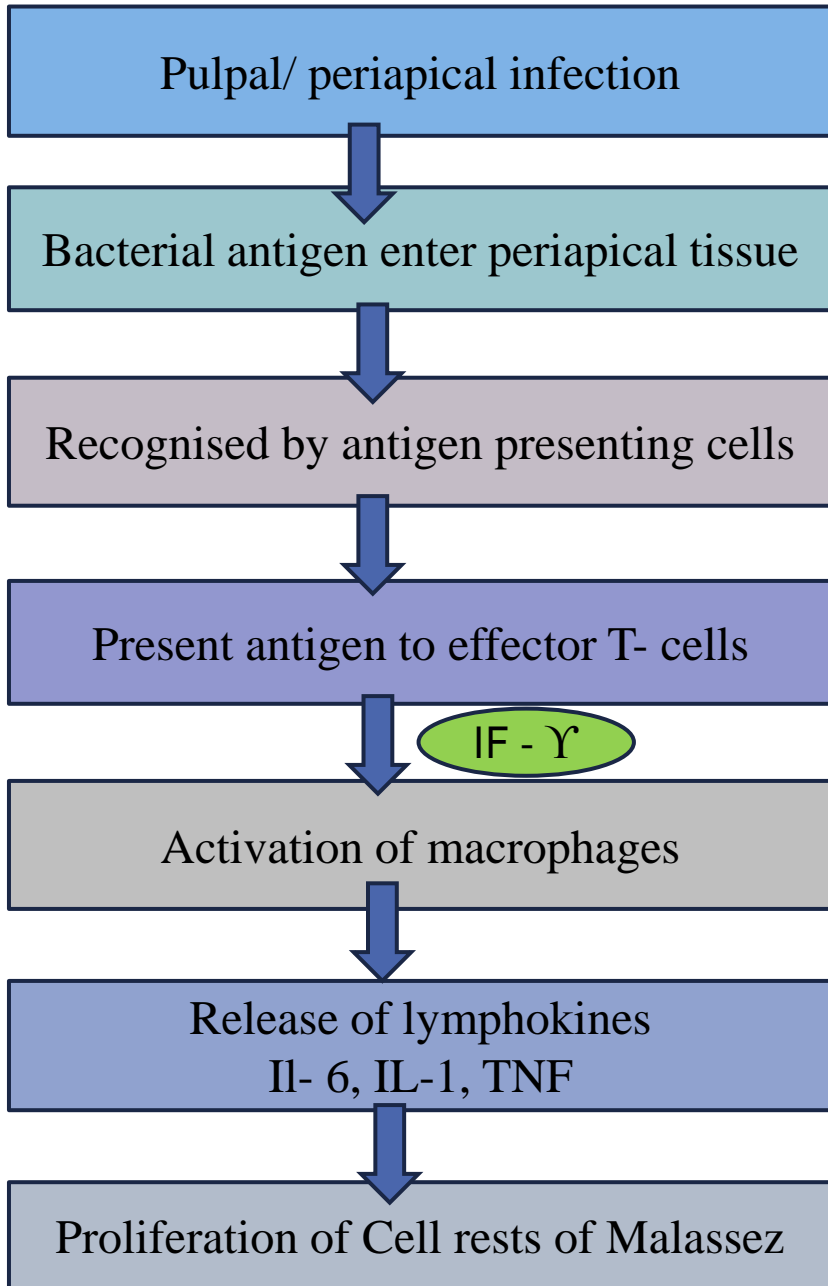 Pulpal/ periapical infection
Bacterial antigen enter periapical tissue
Recognised by antigen presenting cells
Present antigen to effector T- cells
IF - ϒ
Activation of macrophages
Release of lymphokines
Il- 6, IL-1, TNF
Proliferation of Cell rests of Malassez